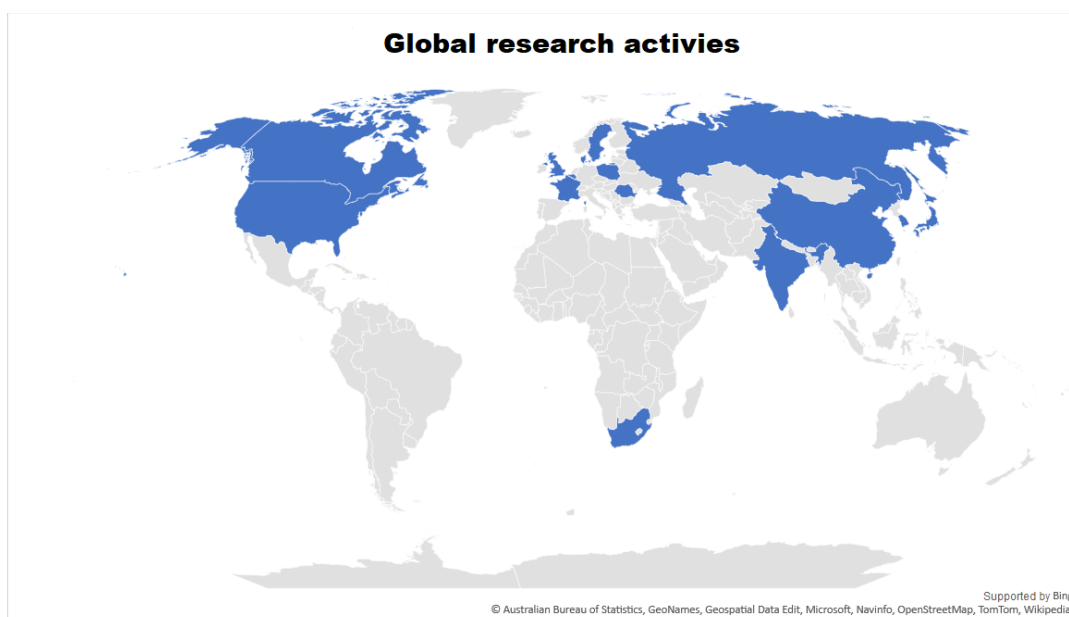 Global research activies
Supported by Bing
© Australian Bureau of Statistics, GeoNames, Geospatial Data Edit, Microsoft, Navinfo, OpenStreetMap, TomTom, Wikipedia